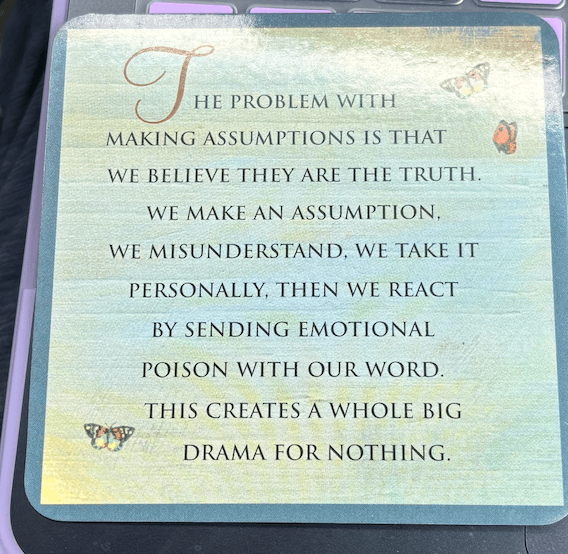 THE PROBLEM WITH
MAKING ASSUMPTIONS IS THAT
WE BELIEVE THEY ARE THE TRUTH.
WE MAKE AN ASSUMPTION,
WE MISUNDERSTAND, WE TAKE IT
PERSONALLY, THEN WE REACT
BY SENDING EMOTIONAL
POISON WITH OUR WORD.
THIS CREATES A WHOLE BIG
DRAMA FOR NOTHING.